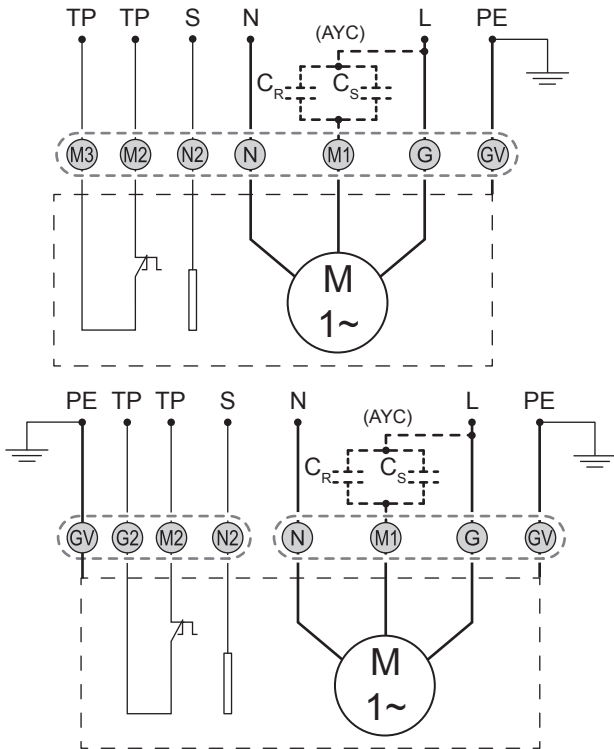 TP TP S N (AYC) L PE
CR CS
M3 M2 N2 N M1 G GV
M
1~
PE TP TP S N (AYC) L PE
CR CS
GV G2 M2 N2 N M1 G GV
M
1~